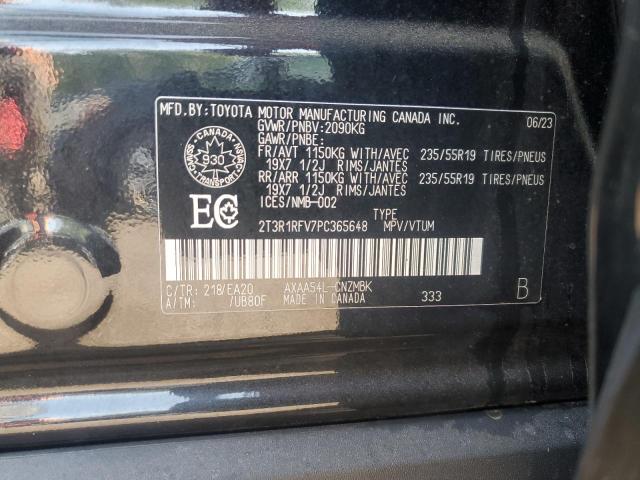 MFD.BY:TOYOTA MOTOR MANUFACTURING CANADA INC. 06/23
GVWR/PNBV:2090KG
GAWR/PNBE:
FR/AVT 1150KG WITH/AVEC 235/55R19 TIRES/PNEUS
19X7 1/2J RIMS/JANTES
RR/ARR 1150KG WITH/AVEC 235/55R19 TIRES/PNEUS
19X7 1/2J RIMS/JANTES
ICES/NMB-002
CANADA
930
TRANSPORT
EC
TYPE
2T3R1RFV7PC365648 MPV/VTUM
C/TR: 218/EA20 AXAA54L-CNZMBK
A/TM: /UB80F MADE IN CANADA 333 B